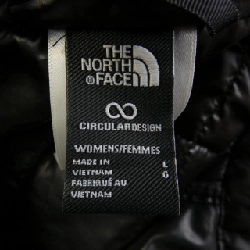 THE
NORTH
FACE
CIRCULARDESIGN
WOMENS/FEMMES
MADE IN L
VIETNAM G
FABRIQUÉ AU
VIETNAM